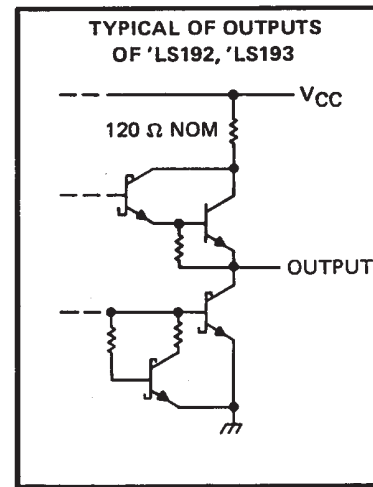 TYPICAL OF OUTPUTS
OF 'LS192, 'LS193
VCC
120 Ω NOM
OUTPUT